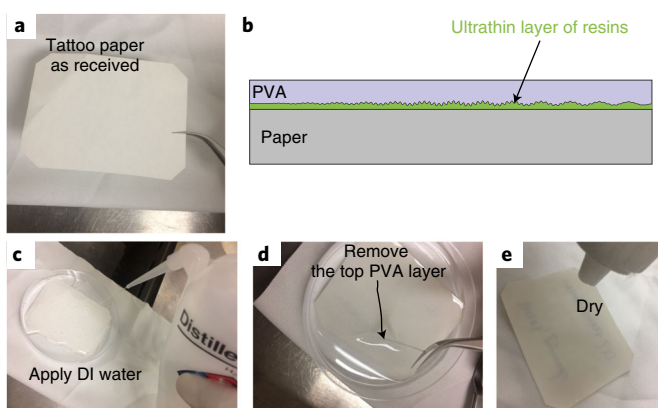 a
Tattoo paper
as received
b
Ultrathin layer of resins
PVA
Paper
c
Distille
Apply DI water
d
Remove
the top PVA layer
e
Dry